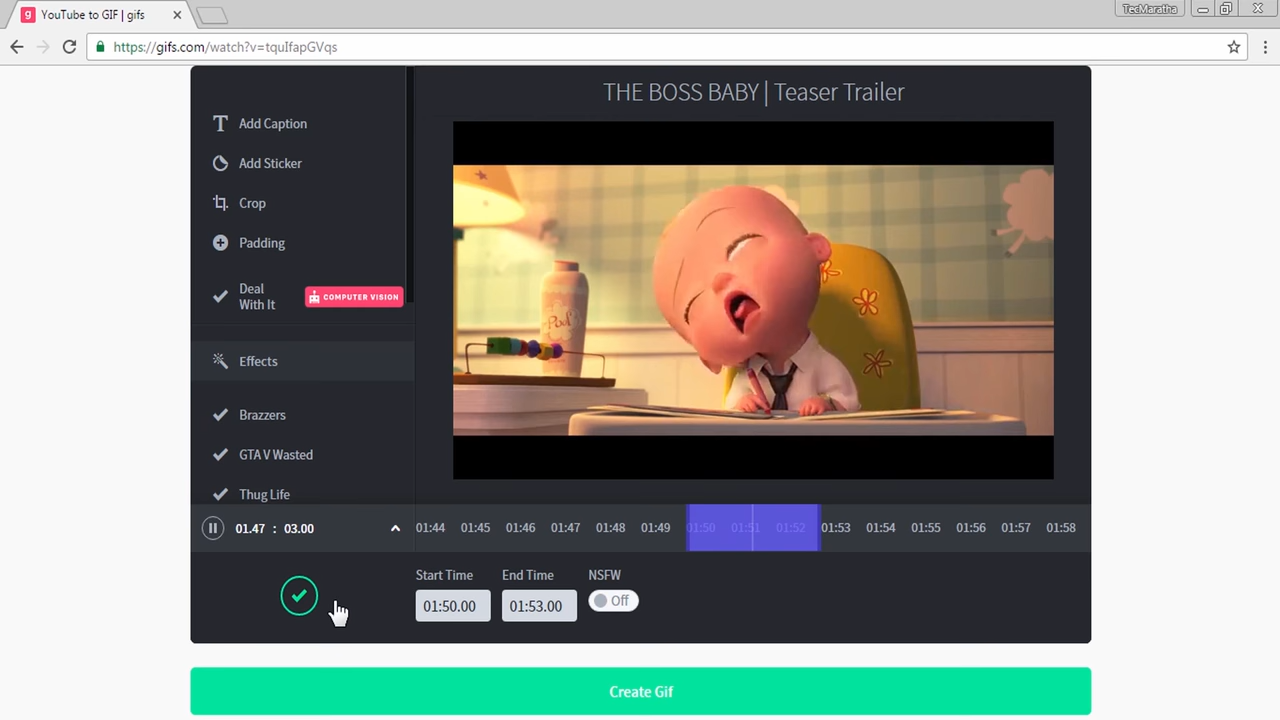 YouTube to GIF | gifs
TecMaratha
https://gifs.com/watch?v=tquIfapGVqs
THE BOSS BABY | Teaser Trailer
Add Caption
Add Sticker
Crop
Padding
Deal
With It
COMPUTER VISION
Effects
Brazzers
GTA V Wasted
Thug Life
01.47 : 03.00
01:44 01:45 01:46 01:47 01:48 01:49 01:50 01:51 01:52 01:53 01:54 01:55 01:56 01:57 01:58
Start Time End Time NSFW
01:50.00 01:53.00 Off
Create Gif